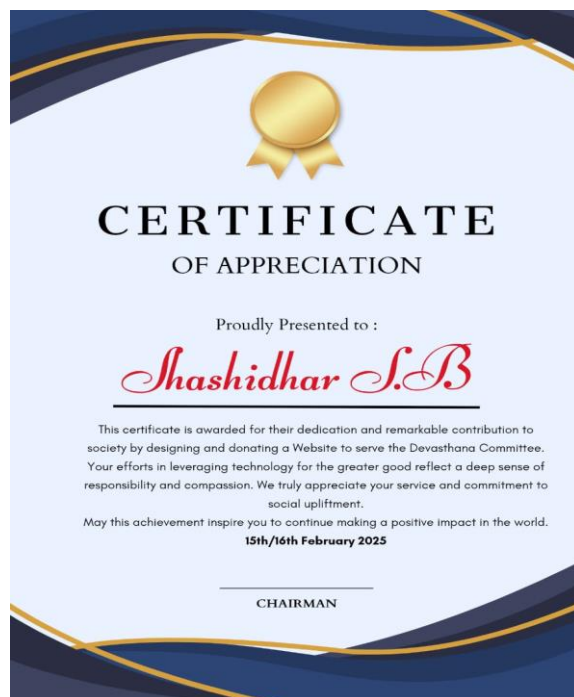 CERTIFICATE
OF APPRECIATION
Proudly Presented to :
Shashidhar S.B
This certificate is awarded for their dedication and remarkable contribution to
society by designing and donating a Website to serve the Devasthana Committee.
Your efforts in leveraging technology for the greater good reflect a deep sense of
responsibility and compassion. We truly appreciate your service and commitment to
social upliftment.
May this achievement inspire you to continue making a positive impact in the world.
15th/16th February 2025
CHAIRMAN